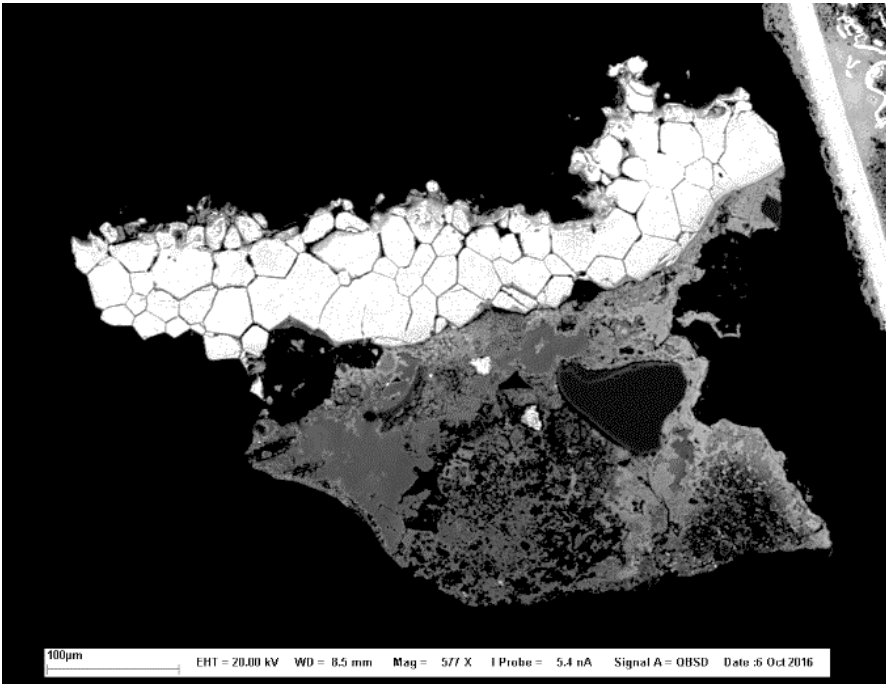 100µm
EHT = 20.00 kV WD = 8.5 mm Mag = 577 X I Probe = 5.4 nA Signal A = QBSD Date :6 Oct 2016